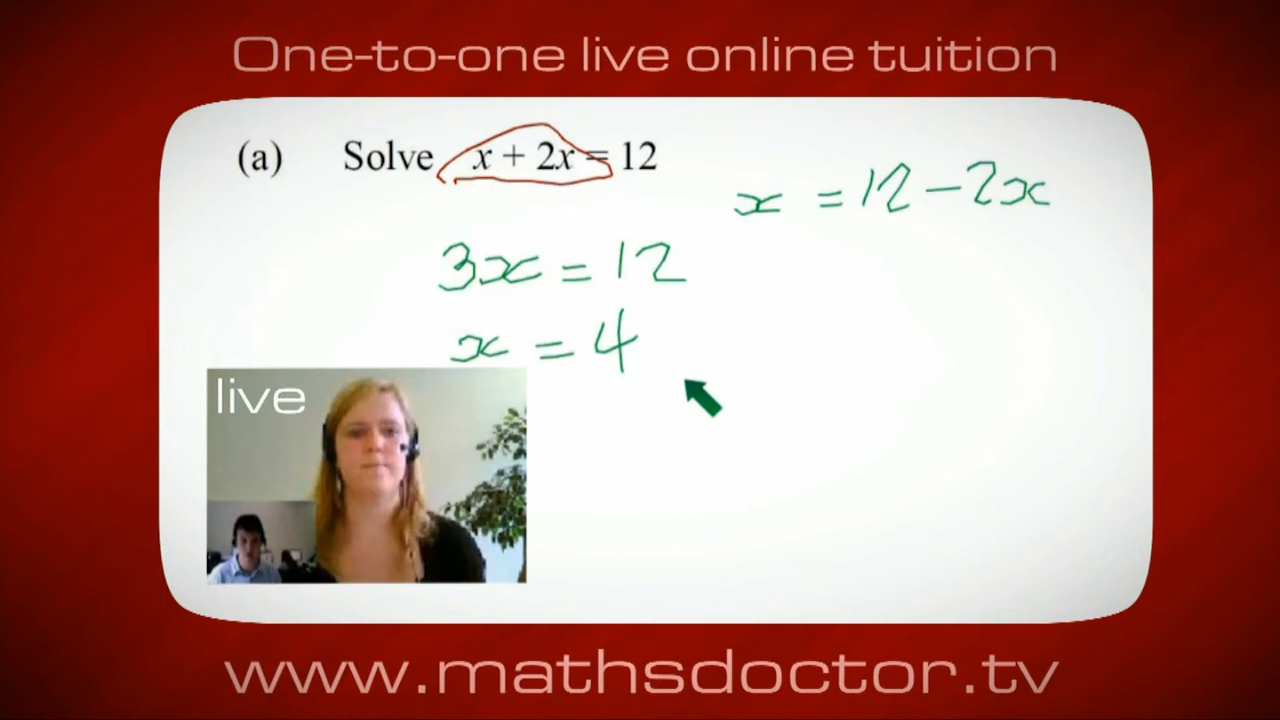 One-to-one live online tuition
(a) Solve x + 2x = 12
x = 12 - 2x
3x = 12
x = 4
live
www.mathsdoctor.tv